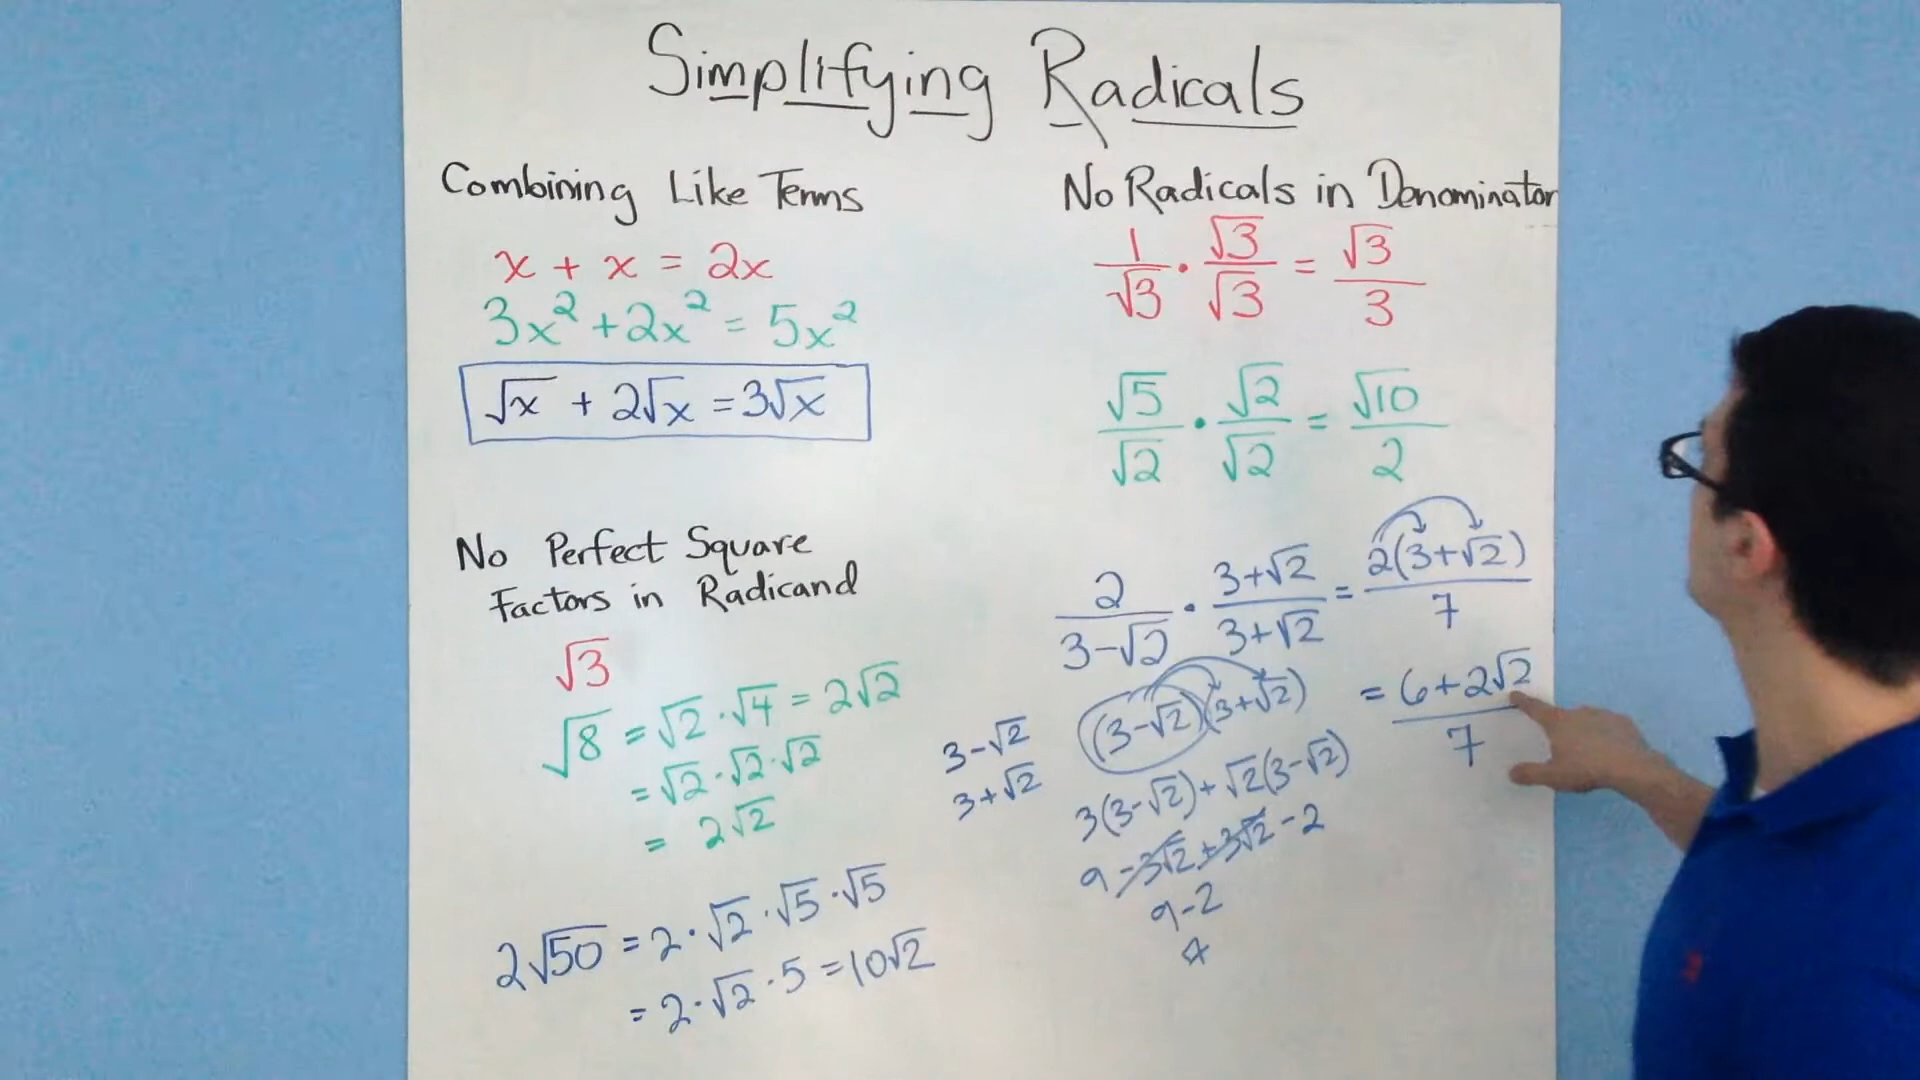 Simplifying Radicals
Combining Like Terms
x + x = 2x
3x² + 2x² = 5x²
√x + 2√x = 3√x
No Perfect Square
Factors in Radicand
√3
√8 = √2 · √4 = 2√2
= √2 · √2 · √2
= 2√2
2√50 = 2 · √2 · √5 · √5
= 2 · √2 · 5 = 10√2
No Radicals in Denominator
1/√3 · √3/√3 = √3/3
√5/√2 · √2/√2 = √10/2
2/(3-√2) · (3+√2)/(3+√2) = 2(3+√2)/7
= (6+2√2)/7
3-√2
3+√2
(3-√2)(3+√2)
3(3-√2) + √2(3-√2)
9 - 3√2 + 3√2 - 2
9-2